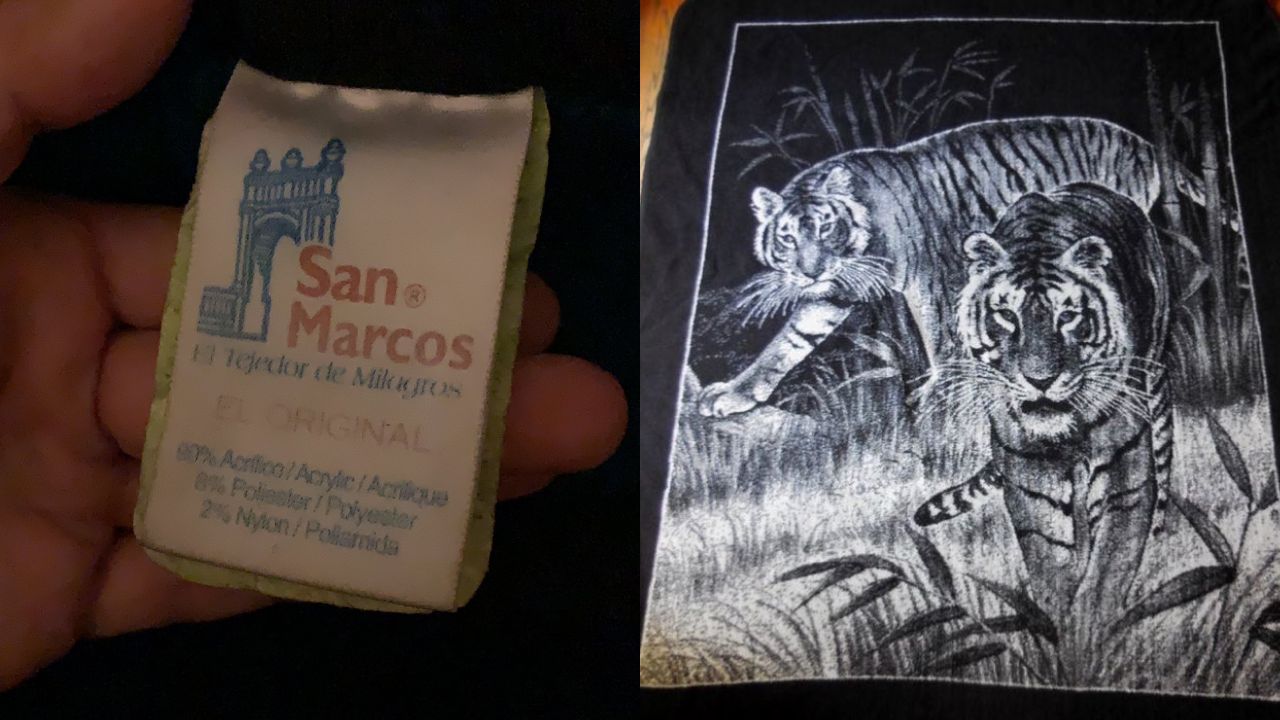 San ®
Marcos
El Tejedor de Milagros
EL ORIGINAL
90% Acrílico / Acrylic / Acrilique
8% Poliester / Polyester
2% Nylon / Poliamida